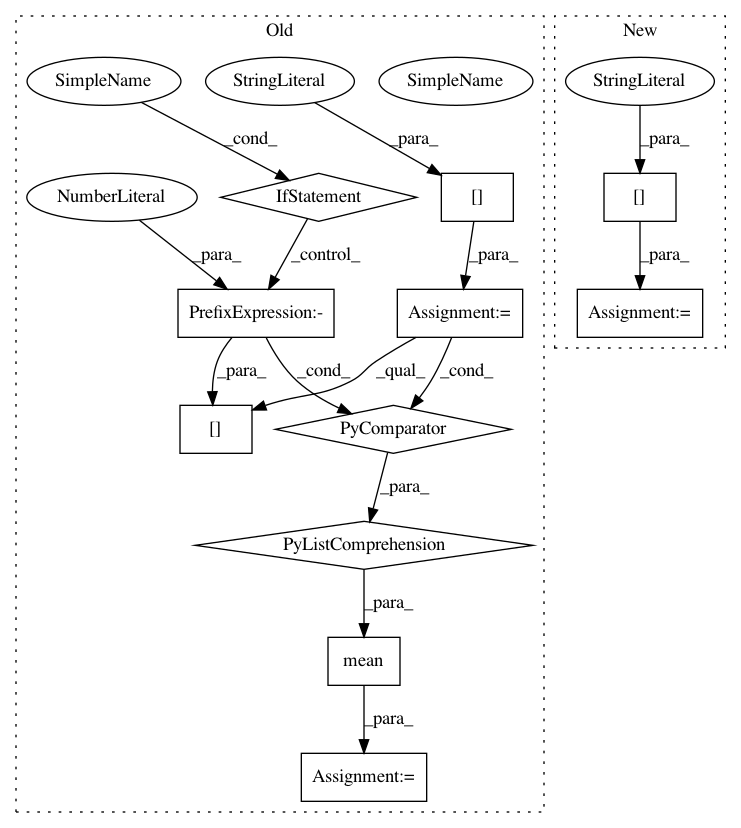 Old
New
SimpleName
StringLiteral
SimpleName
StringLiteral
_cond_
_para_
_para_
NumberLiteral
IfStatement
[]
[]
_para_
_control_
_para_
_para_
PrefixExpression:-
Assignment:=
Assignment:=
_para_
_cond_
_qual_
_cond_
[]
PyComparator
_para_
PyListComprehension
_para_
mean
_para_
Assignment:=